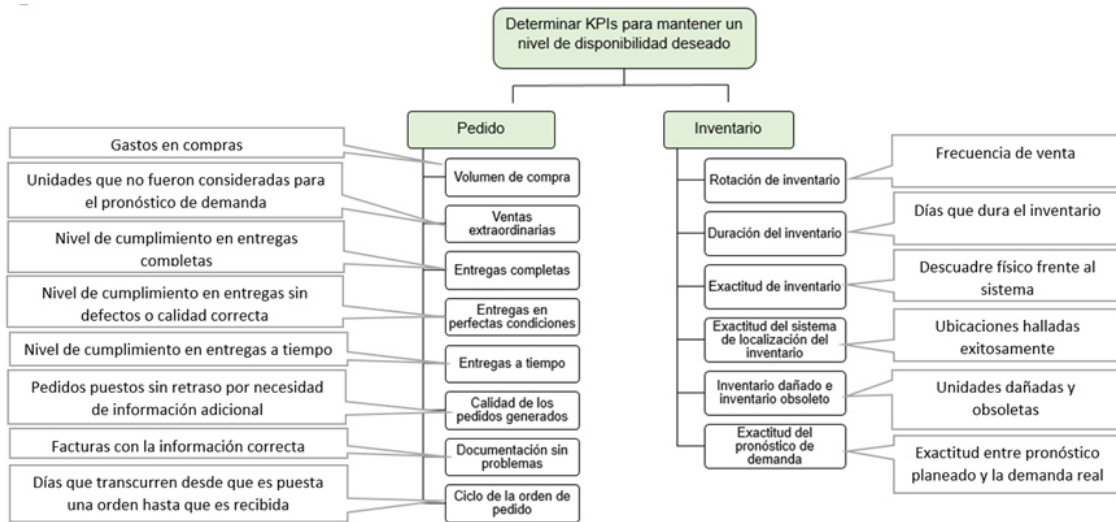 Determinar KPIs para mantener un
nivel de disponibilidad deseado
Pedido
Gastos en compras
Volumen de compra
Unidades que no fueron consideradas para
el pronóstico de demanda
Ventas
extraordinarias
Nivel de cumplimiento en entregas
completas
Entregas completas
Nivel de cumplimiento en entregas sin
defectos o calidad correcta
Entregas en
perfectas condiciones
Nivel de cumplimiento en entregas a tiempo
Entregas a tiempo
Pedidos puestos sin retraso por necesidad
de información adicional
Calidad de los
pedidos generados
Facturas con la información correcta
Documentación sin
problemas
Días que transcurren desde que es puesta
una orden hasta que es recibida
Ciclo de la orden de
pedido
Inventario
Rotación de inventario
Frecuencia de venta
Duración del inventario
Días que dura el inventario
Exactitud de inventario
Descuadre físico frente al
sistema
Exactitud del sistema
de localización del
inventario
Ubicaciones halladas
exitosamente
Inventario dañado e
inventario obsoleto
Unidades dañadas y
obsoletas
Exactitud del
pronóstico de
demanda
Exactitud entre pronóstico
planeado y la demanda real